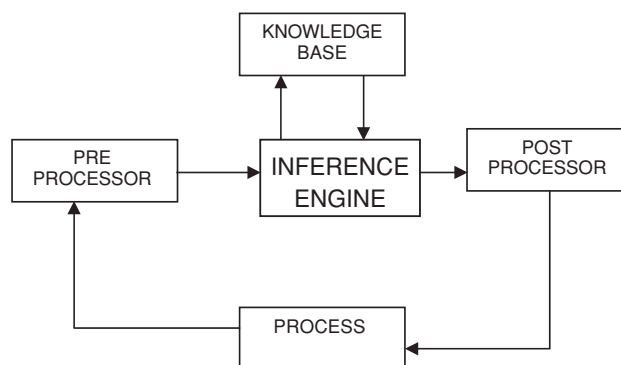 KNOWLEDGE
BASE
PRE
PROCESSOR
INFERENCE
ENGINE
POST
PROCESSOR
PROCESS